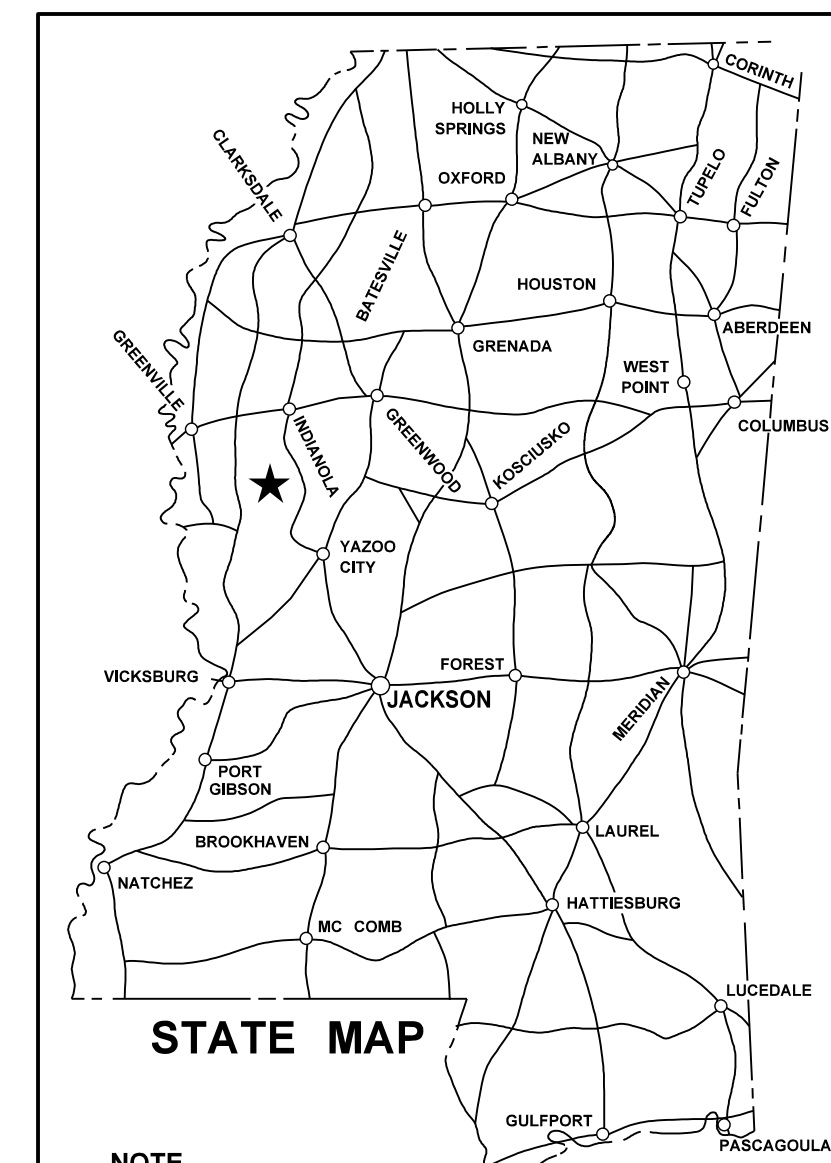 CORINTH
HOLLY
SPRINGS
NEW
ALBANY
CLARKSDALE
OXFORD
TUPELO
FULTON
BATESVILLE
HOUSTON
ABERDEEN
GRENADA
GREENVILLE
WEST
POINT
COLUMBUS
INDIANOLA
GREENWOOD
KOSCIUSKO
YAZOO
CITY
VICKSBURG
FOREST
JACKSON
MERIDIAN
PORT
GIBSON
BROOKHAVEN
LAUREL
NATCHEZ
HATTIESBURG
MC COMB
LUCEDALE
STATE MAP
GULFPORT
PASCAGOULA
NOTE